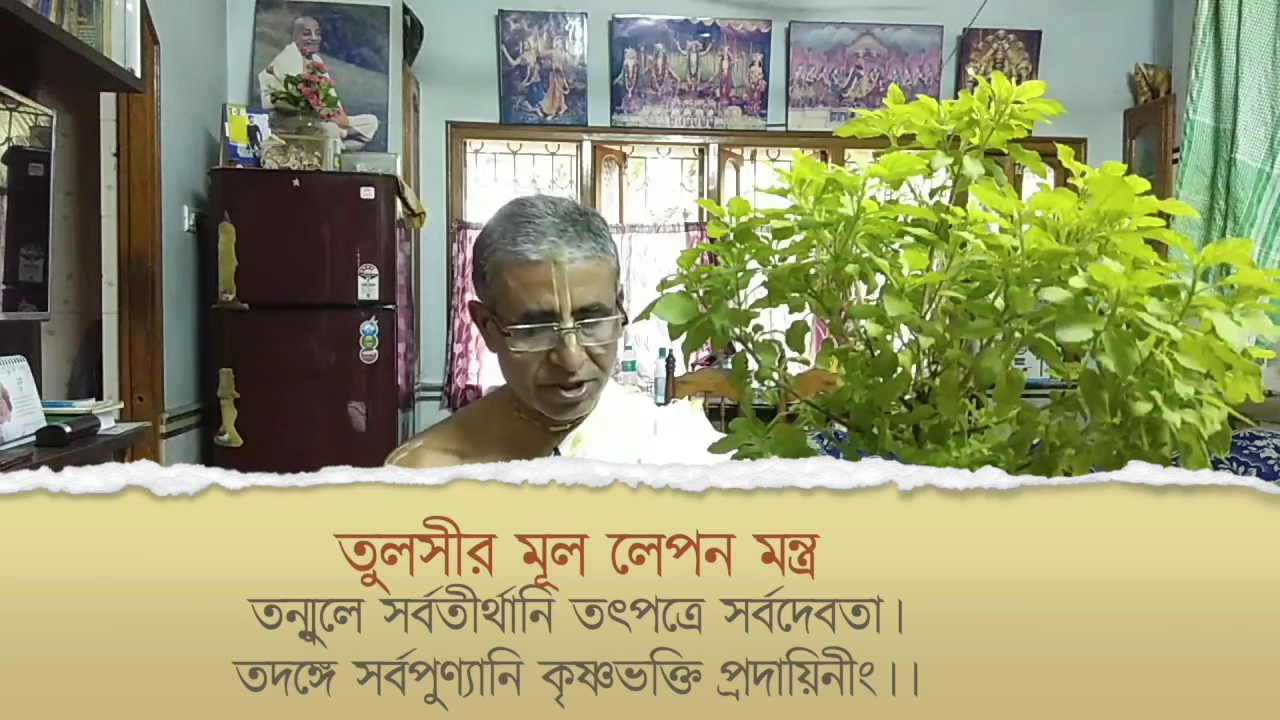 তুলসীর মূল লেপন মন্ত্র
তন্মুলে সর্বতীর্থানি তৎপত্রে সর্বদেবতা।
তদঙ্গে সর্বপুণ্যানি কৃষ্ণভক্তি প্রদায়িনীং।।